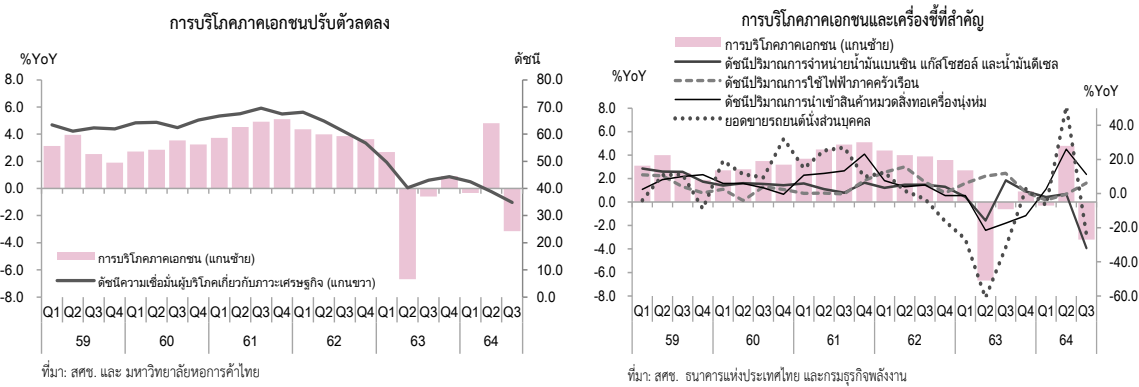 การบริโภคภาคเอกชนปรับตัวลดลง
%YoY ดัชนี
8.0 80.0
6.0 70.0
4.0 60.0
2.0 50.0
0.0 40.0
-2.0 30.0
-4.0 20.0
-6.0 10.0
-8.0 0.0
การบริโภคภาคเอกชน (แกนซ้าย)
ดัชนีความเชื่อมั่นผู้บริโภคเกี่ยวกับภาวะเศรษฐกิจ (แกนขวา)
Q1 Q2 Q3 Q4 Q1 Q2 Q3 Q4 Q1 Q2 Q3 Q4 Q1 Q2 Q3 Q4 Q1 Q2 Q3 Q4 Q1 Q2 Q3
59 60 61 62 63 64
ที่มา: สศช. และ มหาวิทยาลัยหอการค้าไทย
การบริโภคภาคเอกชนและเครื่องชี้ที่สำคัญ
การบริโภคภาคเอกชน (แกนซ้าย)
ดัชนีปริมาณการจำหน่ายน้ำมันเบนซิน แก๊สโซฮอล์ และน้ำมันดีเซล
ดัชนีปริมาณการใช้ไฟฟ้าภาคครัวเรือน
ดัชนีปริมาณการนำเข้าสินค้าหมวดสิ่งทอเครื่องนุ่งห่ม
ยอดขายรถยนต์นั่งส่วนบุคคล
%YoY %YoY
8.0
6.0 40.0
4.0 20.0
2.0 0.0
0.0
-2.0 -20.0
-4.0 -40.0
-6.0
-8.0 -60.0
Q1 Q2 Q3 Q4 Q1 Q2 Q3 Q4 Q1 Q2 Q3 Q4 Q1 Q2 Q3 Q4 Q1 Q2 Q3 Q4 Q1 Q2 Q3
59 60 61 62 63 64
ที่มา: สศช. ธนาคารแห่งประเทศไทย และกรมธุรกิจพลังงาน